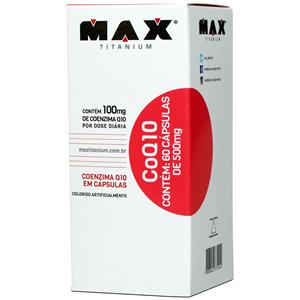 MAX
TITANIUM
CONTÉM 100mg
DE COENZIMA Q10
POR DOSE DIÁRIA
maxtitanium.com.br
COENZIMA Q10
EM CÁPSULAS
COLORIDO ARTIFICIALMENTE
CoQ10
CONTÉM: 60 CÁPSULAS
DE 500mg
MAX
TITANIUM